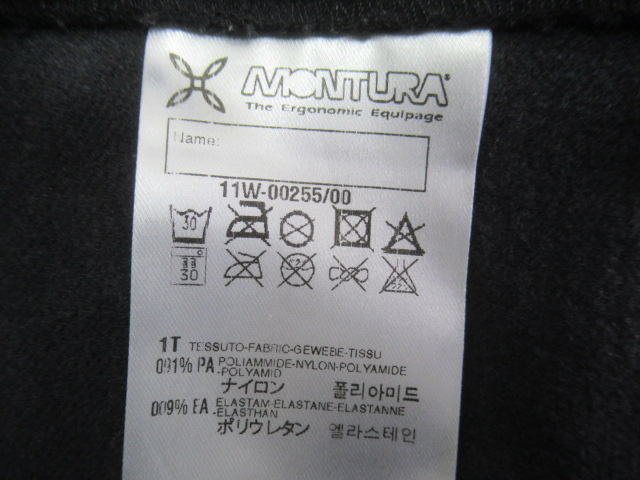 MONTURA®
The Ergonomic Equipage
Name:
11W-00255/00
30
30
1T TESSUTO-FABRIC-GEWEBE-TISSU
091% PA POLIAMMIDE-NYLON-POLYAMIDE
-POLYAMID
ナイロン 폴리아미드
009% EA ELASTAM-ELASTANE-ELASTANNE
-ELASTHAN
ポリウレタン 엘라스테인